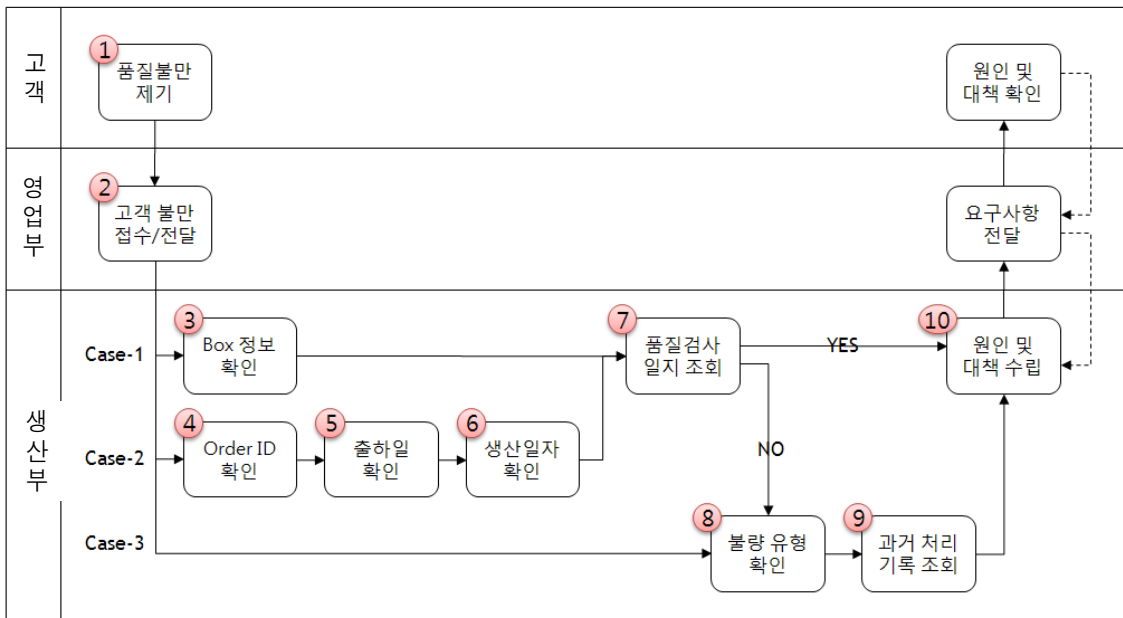 고객
1
품질불만
제기
원인 및
대책 확인
영업부
2
고객 불만
접수/전달
요구사항
전달
생산부
Case-1
3
Box 정보
확인
7
품질검사
일지 조회
YES
10
원인 및
대책 수립
Case-2
4
Order ID
확인
5
출하일
확인
6
생산일자
확인
NO
Case-3
8
불량 유형
확인
9
과거 처리
기록 조회